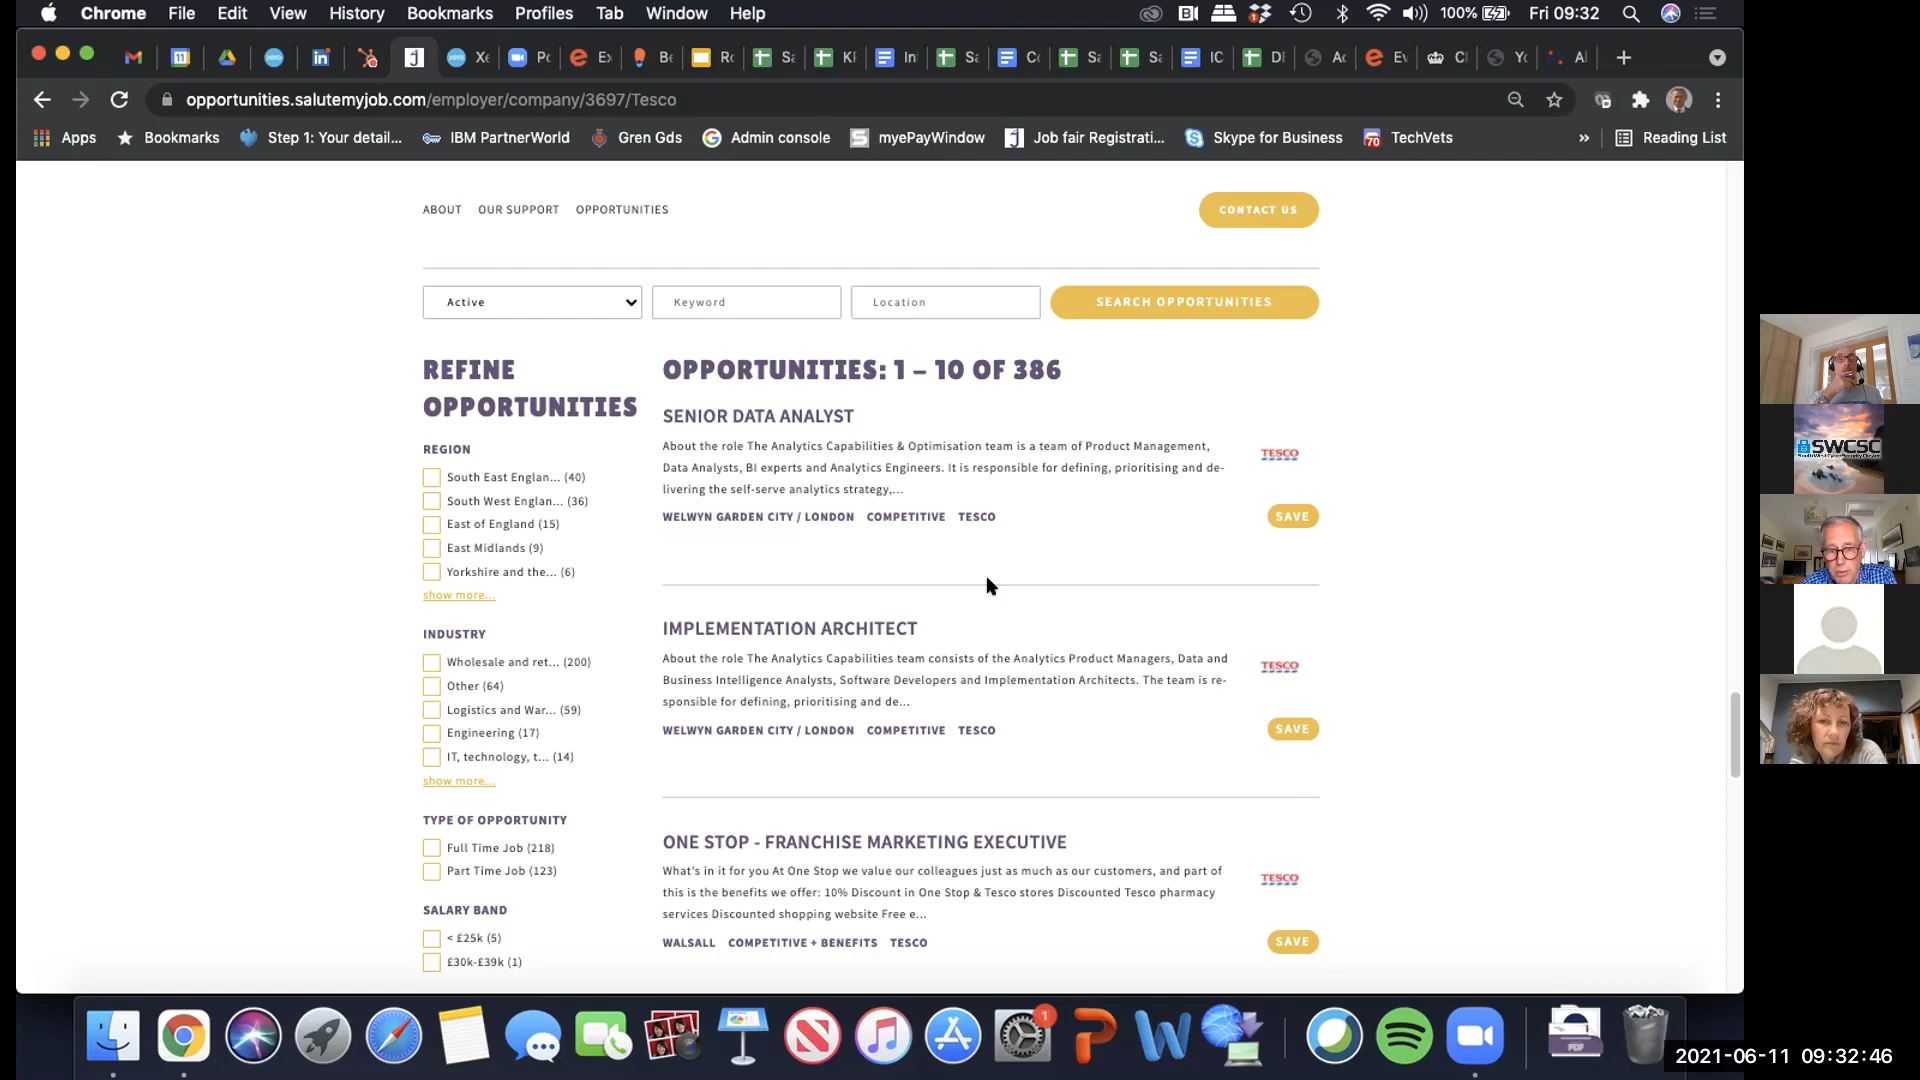 Chrome File Edit View History Bookmarks Profiles Tab Window Help
100% Fri 09:32
opportunities.salutemyjob.com/employer/company/3697/Tesco
Apps Bookmarks Step 1: Your detail... IBM PartnerWorld Gren Gds Admin console myePayWindow Job fair Registrati... Skype for Business TechVets » Reading List
ABOUT OUR SUPPORT OPPORTUNITIES
CONTACT US
Active
Keyword
Location
SEARCH OPPORTUNITIES
REFINE
OPPORTUNITIES
REGION
South East Englan... (40)
South West Englan... (36)
East of England (15)
East Midlands (9)
Yorkshire and the... (6)
show more...
INDUSTRY
Wholesale and ret... (200)
Other (64)
Logistics and War... (59)
Engineering (17)
IT, technology, t... (14)
show more...
TYPE OF OPPORTUNITY
Full Time Job (218)
Part Time Job (123)
SALARY BAND
< £25k (5)
£30k-£39k (1)
OPPORTUNITIES: 1 – 10 OF 386
SENIOR DATA ANALYST
About the role The Analytics Capabilities & Optimisation team is a team of Product Management,
Data Analysts, BI experts and Analytics Engineers. It is responsible for defining, prioritising and de-
livering the self-serve analytics strategy,...
WELWYN GARDEN CITY / LONDON COMPETITIVE TESCO
TESCO
SAVE
IMPLEMENTATION ARCHITECT
About the role The Analytics Capabilities team consists of the Analytics Product Managers, Data and
Business Intelligence Analysts, Software Developers and Implementation Architects. The team is re-
sponsible for defining, prioritising and de...
WELWYN GARDEN CITY / LONDON COMPETITIVE TESCO
TESCO
SAVE
ONE STOP - FRANCHISE MARKETING EXECUTIVE
What's in it for you At One Stop we value our colleagues just as much as our customers, and part of
this is the benefits we offer: 10% Discount in One Stop & Tesco stores Discounted Tesco pharmacy
services Discounted shopping website Free e...
WALSALL COMPETITIVE + BENEFITS TESCO
TESCO
SAVE
SWCSC
South West Cyber Security Cluster
2021-06-11 09:32:46